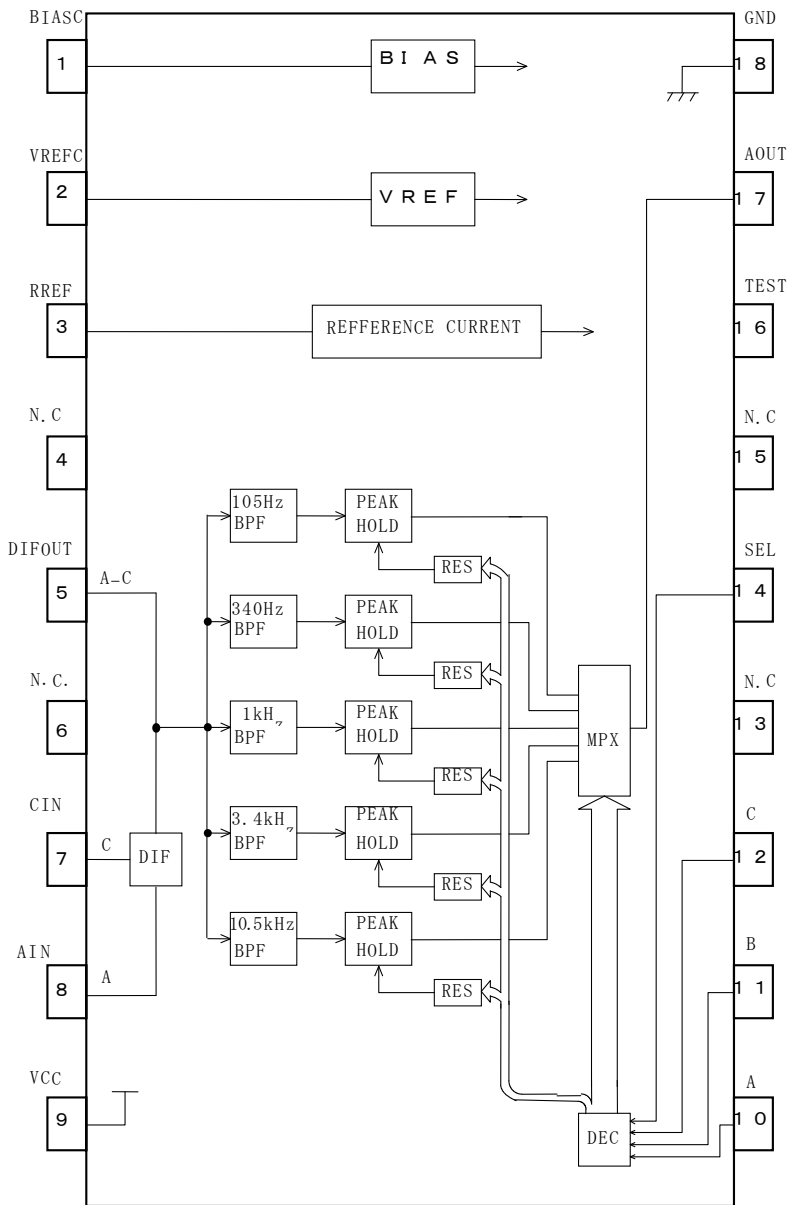 BIASC
GND
1
BIAS
18
VREFC
AOUT
2
VREF
17
RREF
TEST
3
REFFERENCE CURRENT
16
N.C
N.C
4
15
105Hz
BPF
PEAK
HOLD
DIFOUT
SEL
5
A-C
RES
14
340Hz
BPF
PEAK
HOLD
N.C.
RES
N.C
6
1kHz
BPF
PEAK
HOLD
MPX
13
RES
CIN
C
3.4kHz
BPF
PEAK
HOLD
7
C
DIF
12
RES
AIN
B
10.5kHz
BPF
PEAK
HOLD
8
A
RES
11
VCC
A
9
DEC
10